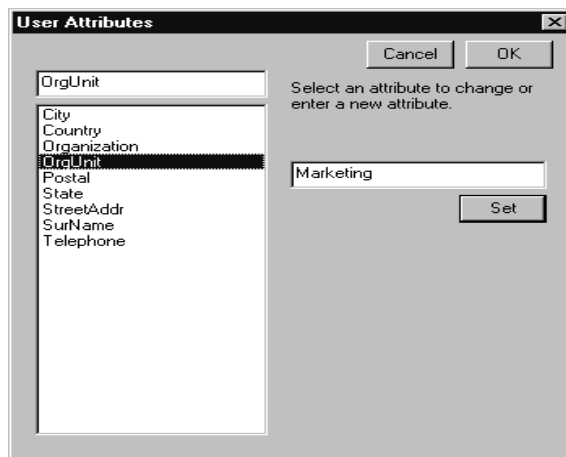 User Attributes
Cancel
OK
OrgUnit
Select an attribute to change or
enter a new attribute.
City
Country
Organization
OrgUnit
Postal
State
StreetAddr
SurName
Telephone
Marketing
Set